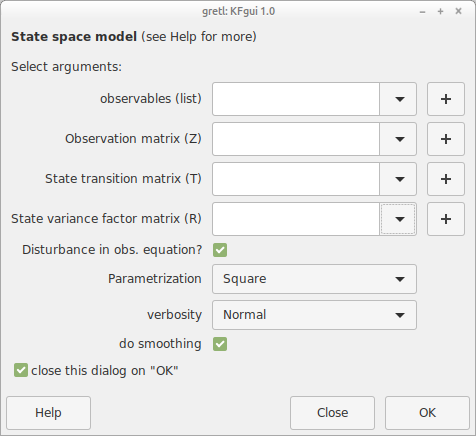 gretl: KFgui 1.0
State space model (see Help for more)
Select arguments:
observables (list)
Observation matrix (Z)
State transition matrix (T)
State variance factor matrix (R)
Disturbance in obs. equation?
Parametrization Square
verbosity Normal
do smoothing
close this dialog on "OK"
Help Close OK